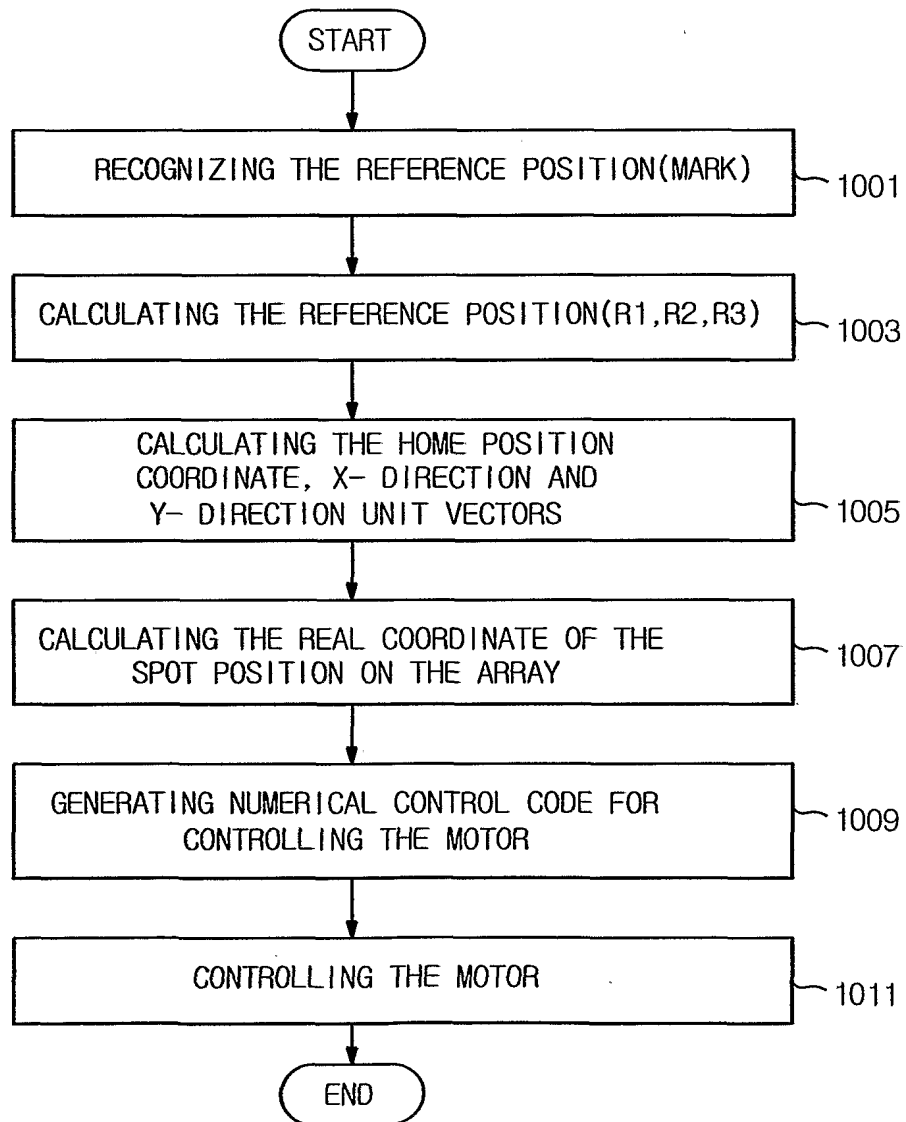 START
RECOGNIZING THE REFERENCE POSITION(MARK)
1001
CALCULATING THE REFERENCE POSITION(R1,R2,R3)
1003
CALCULATING THE HOME POSITION
COORDINATE, X- DIRECTION AND
Y- DIRECTION UNIT VECTORS
1005
CALCULATING THE REAL COORDINATE OF THE
SPOT POSITION ON THE ARRAY
1007
GENERATING NUMERICAL CONTROL CODE FOR
CONTROLLING THE MOTOR
1009
CONTROLLING THE MOTOR
1011
END